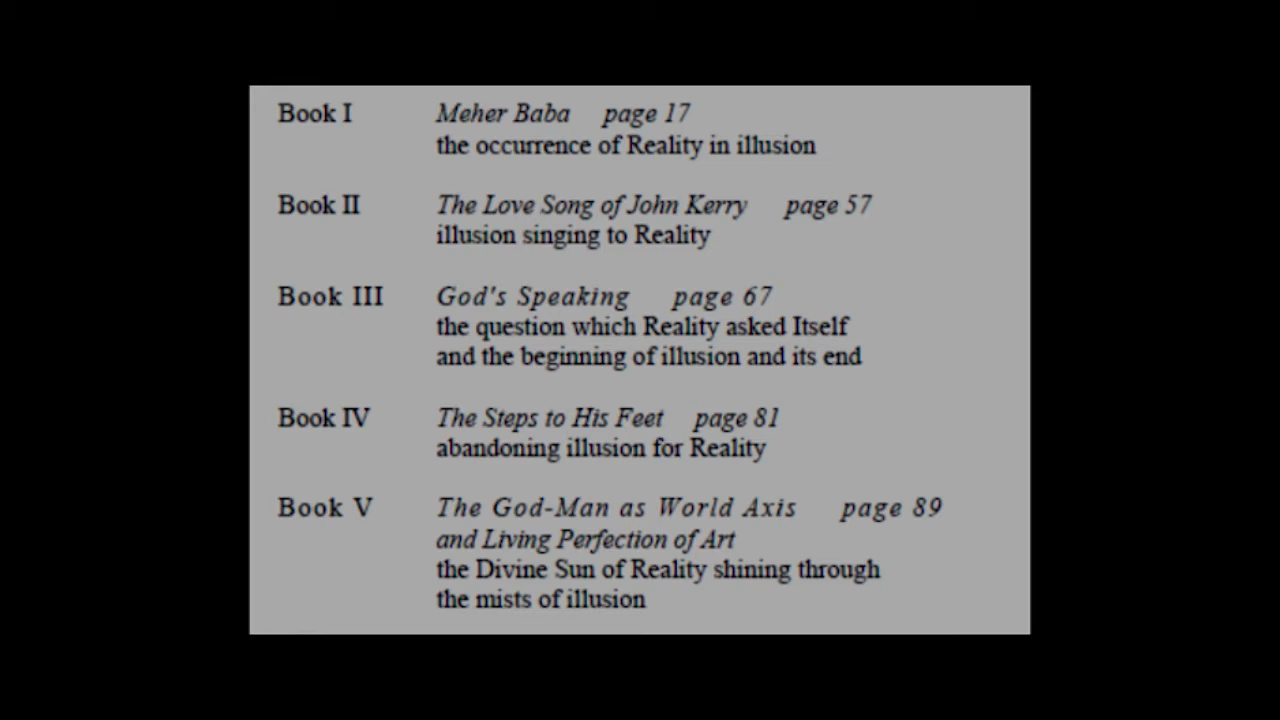 Book I Meher Baba page 17
the occurrence of Reality in illusion
Book II The Love Song of John Kerry page 57
illusion singing to Reality
Book III God's Speaking page 67
the question which Reality asked Itself
and the beginning of illusion and its end
Book IV The Steps to His Feet page 81
abandoning illusion for Reality
Book V The God-Man as World Axis page 89
and Living Perfection of Art
the Divine Sun of Reality shining through
the mists of illusion